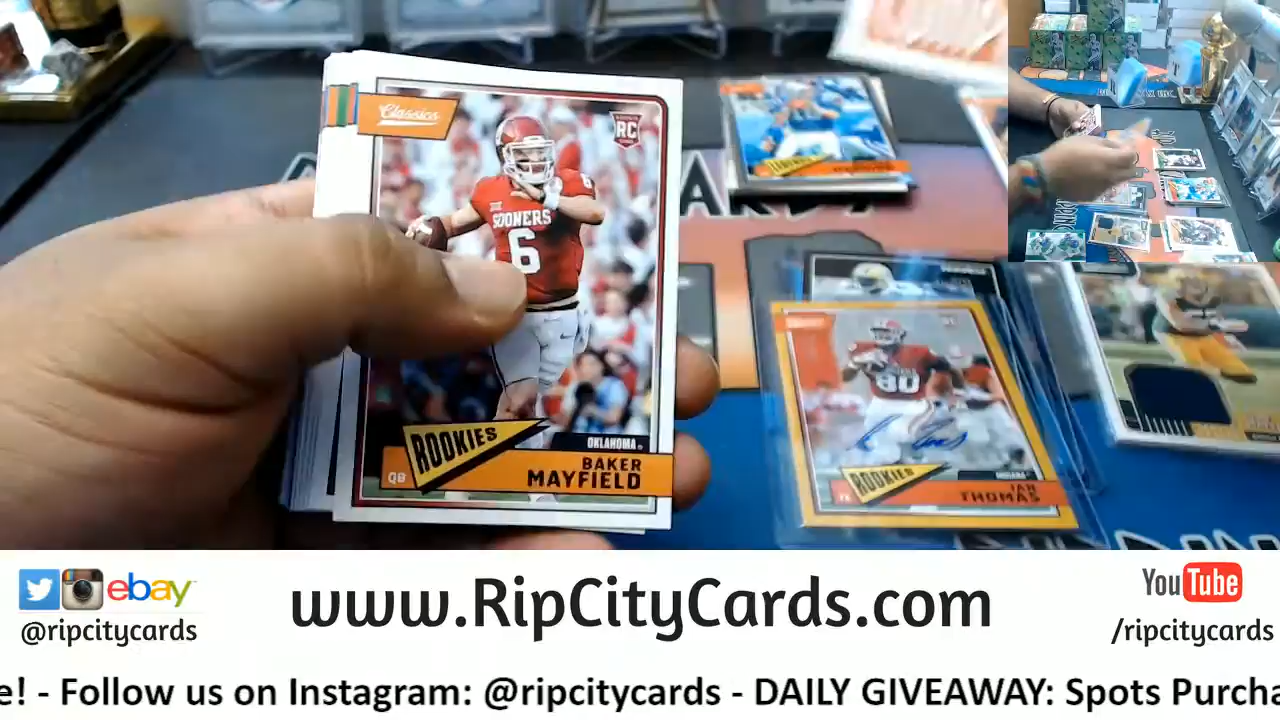 Classics
RC
SOONERS
6
ROOKIES
OKLAHOMA
QB
BAKER
MAYFIELD
80
ROOKIES
INDIANA
IAN
THOMAS
ebay
@ripcitycards
www.RipCityCards.com
YouTube
/ripcitycards
e! - Follow us on Instagram: @ripcitycards - DAILY GIVEAWAY: Spots Purcha